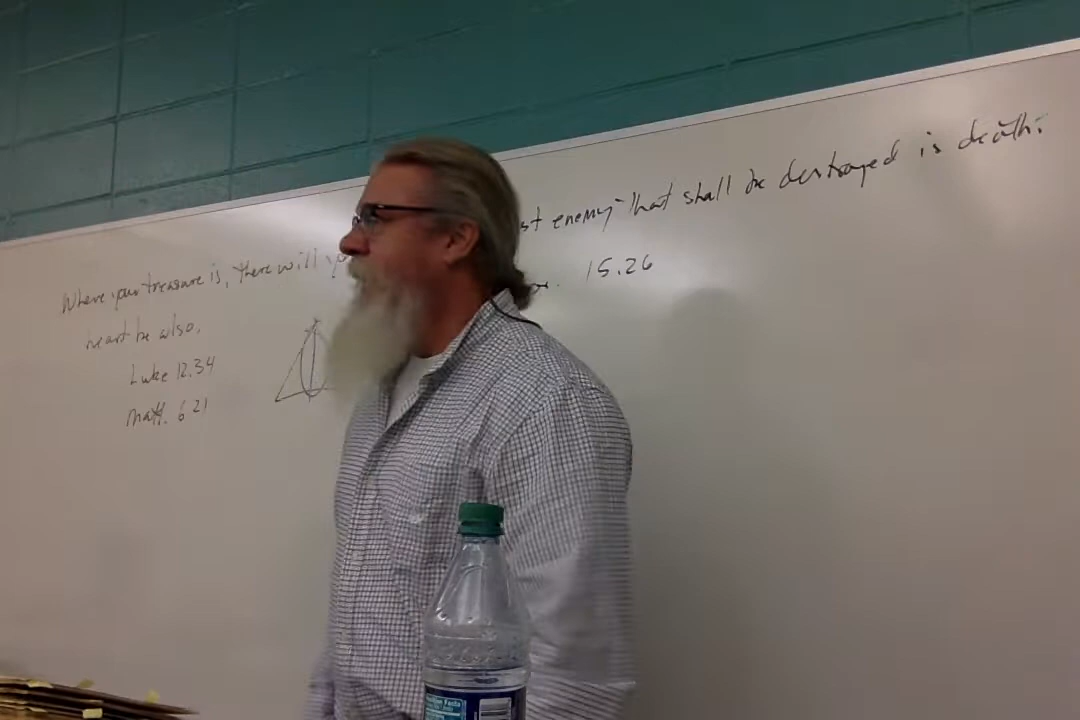 Where your treasure is, there will
heart be also.
Luke 12.34
Matt. 6 21
st enemy that shall be destroyed is death.
15.26
Facts